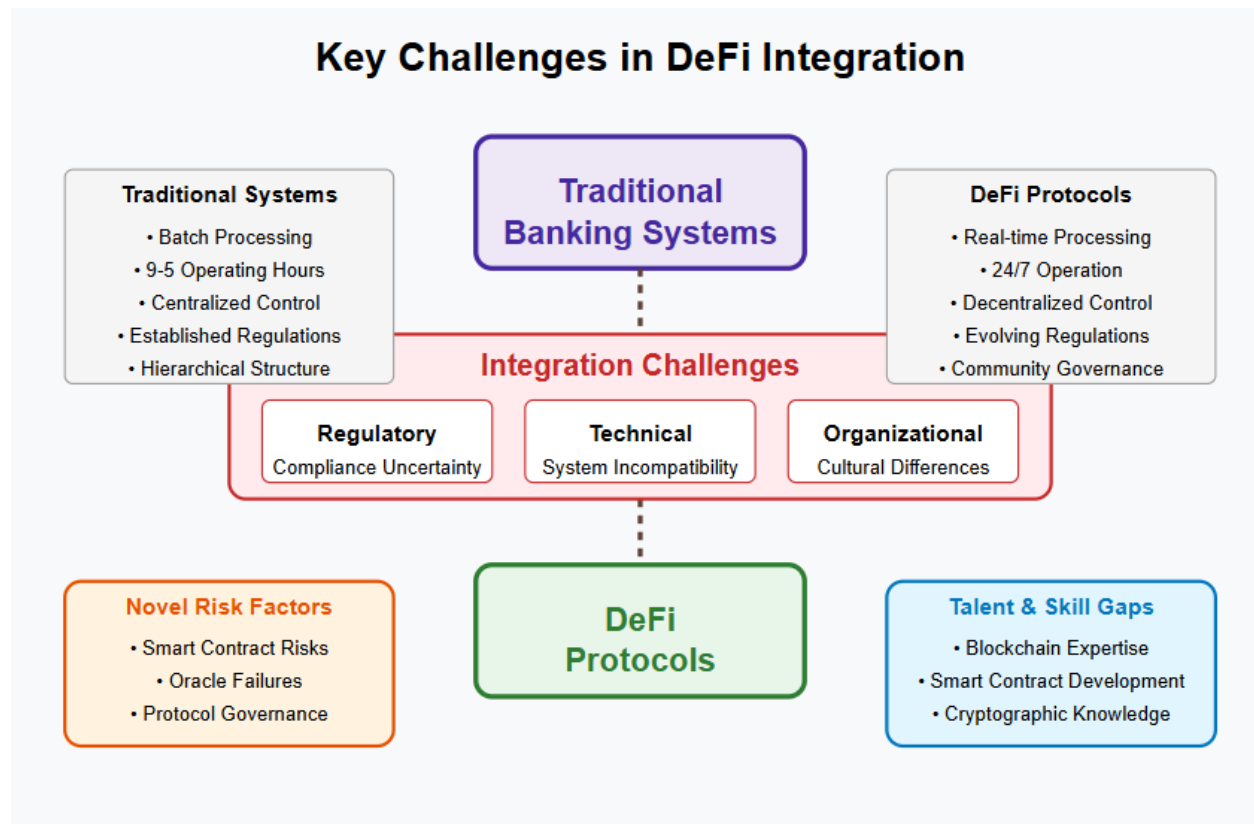 Key Challenges in DeFi Integration
Traditional
Banking Systems
Traditional Systems
• Batch Processing
• 9-5 Operating Hours
• Centralized Control
• Established Regulations
• Hierarchical Structure
DeFi Protocols
• Real-time Processing
• 24/7 Operation
• Decentralized Control
• Evolving Regulations
• Community Governance
Integration Challenges
Regulatory
Compliance Uncertainty
Technical
System Incompatibility
Organizational
Cultural Differences
Novel Risk Factors
• Smart Contract Risks
• Oracle Failures
• Protocol Governance
DeFi
Protocols
Talent & Skill Gaps
• Blockchain Expertise
• Smart Contract Development
• Cryptographic Knowledge